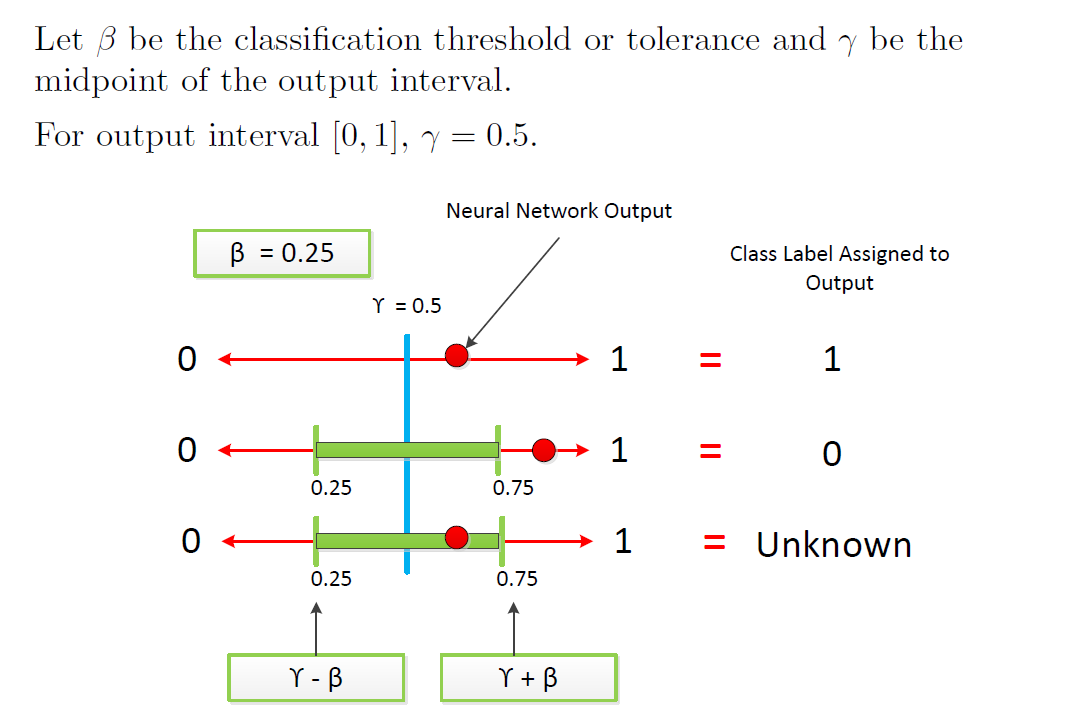 Let β be the classification threshold or tolerance and γ be the
midpoint of the output interval.
For output interval [0, 1], γ = 0.5.
Neural Network Output
β = 0.25
Class Label Assigned to
Output
ϒ = 0.5
0 1 = 1
0 1 = 0
0.25 0.75
0 1 = Unknown
0.25 0.75
ϒ - β ϒ + β